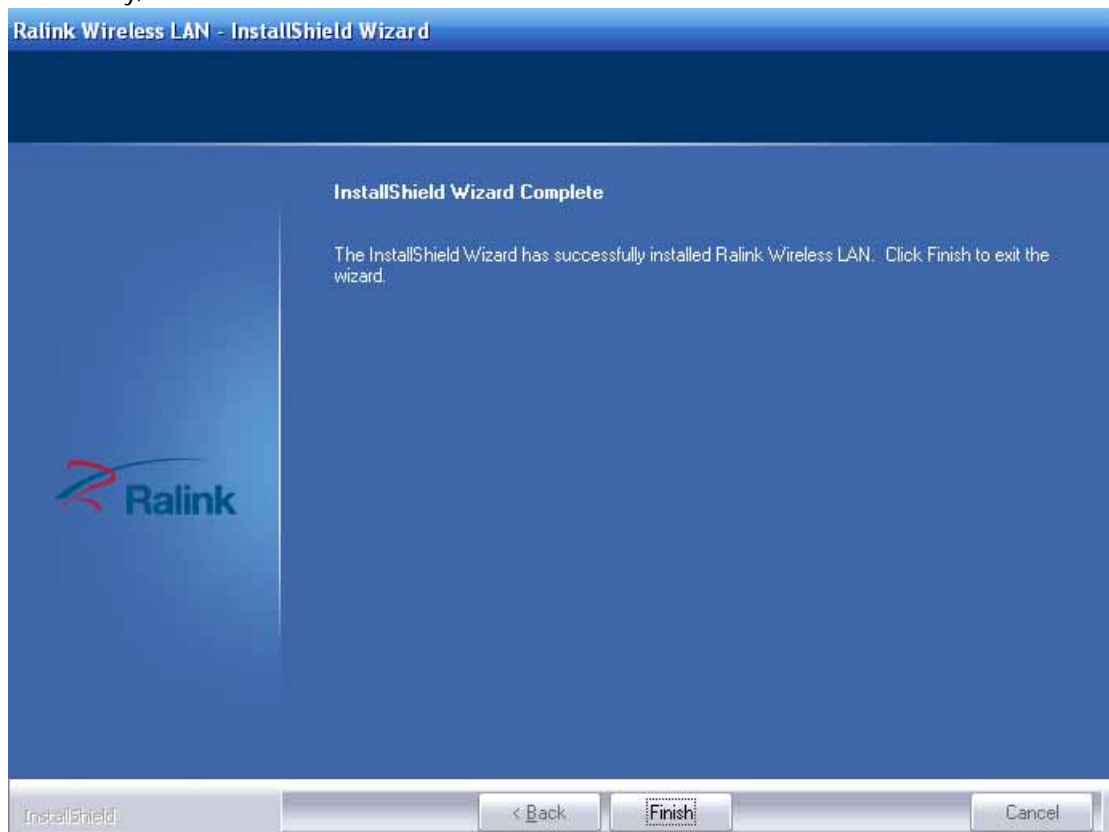 Ralink Wireless LAN - InstallShield Wizard
InstallShield Wizard Complete
The InstallShield Wizard has successfully installed Ralink Wireless LAN. Click Finish to exit the
wizard.
Ralink
InstallShield
< Back
Finish
Cancel